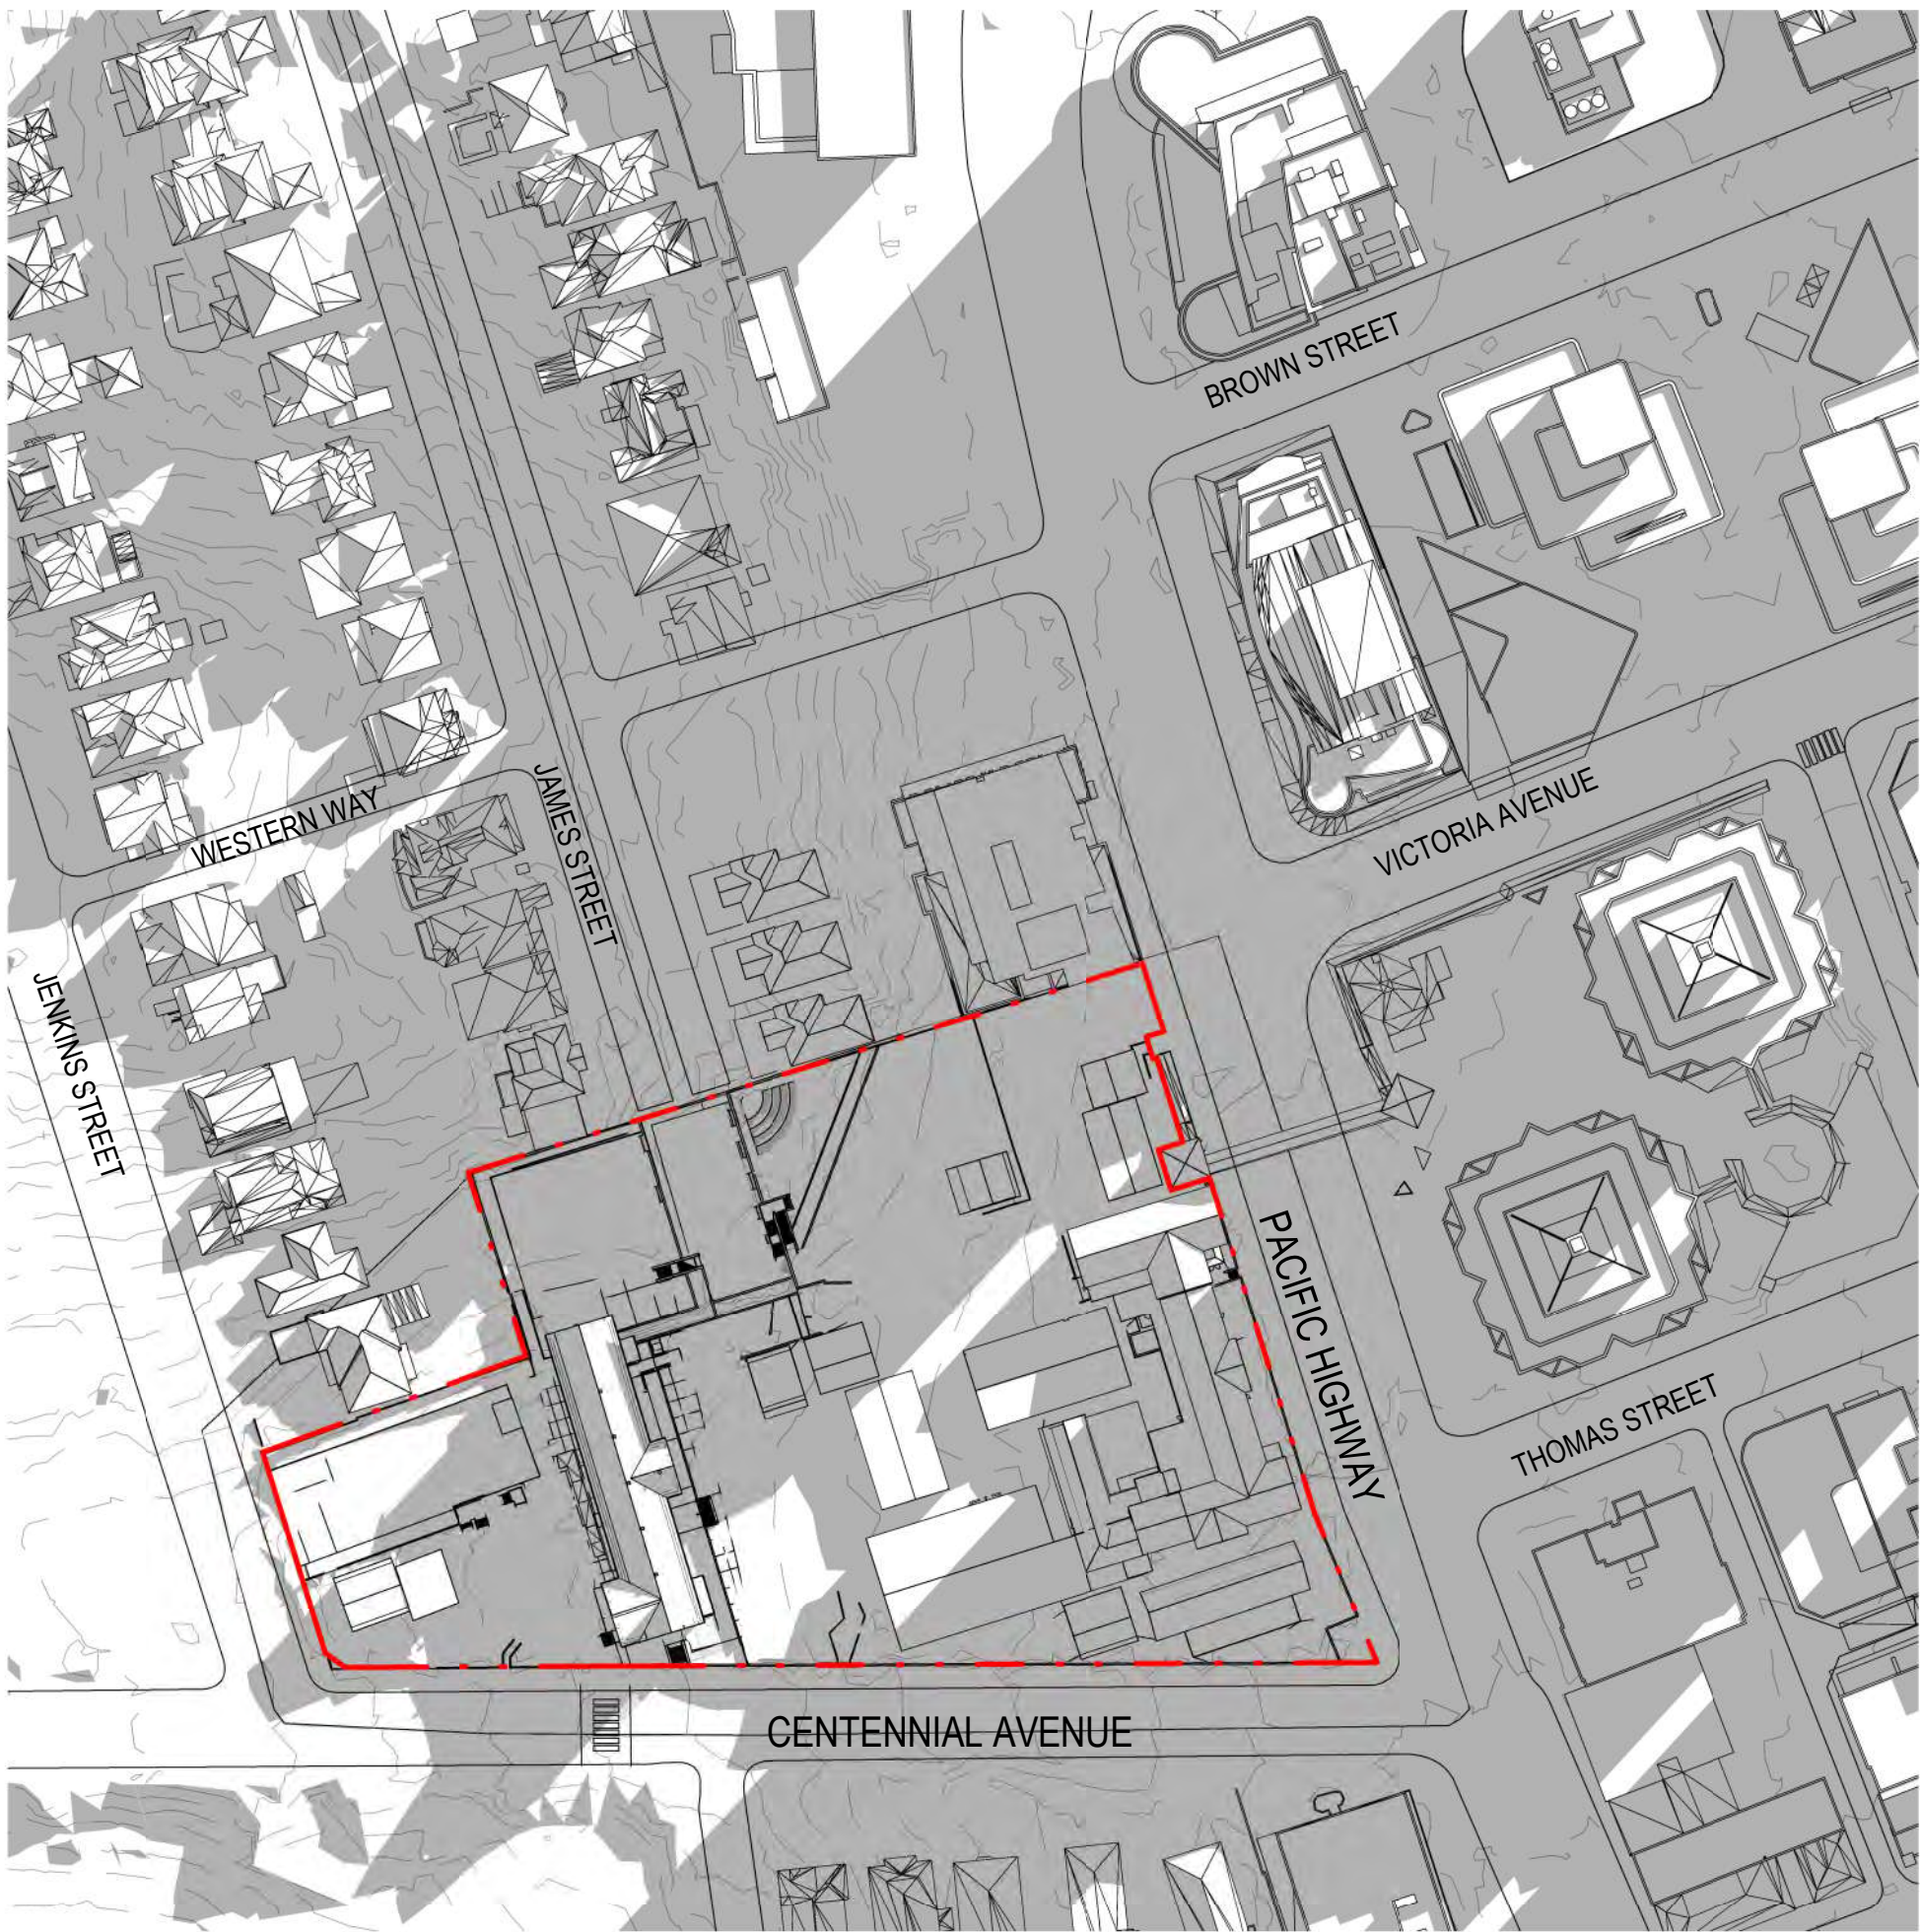 BROWN STREET
VICTORIA AVENUE
WESTERN WAY
JAMES STREET
JENKINS STREET
PACIFIC HIGHWAY
THOMAS STREET
CENTENNIAL AVENUE